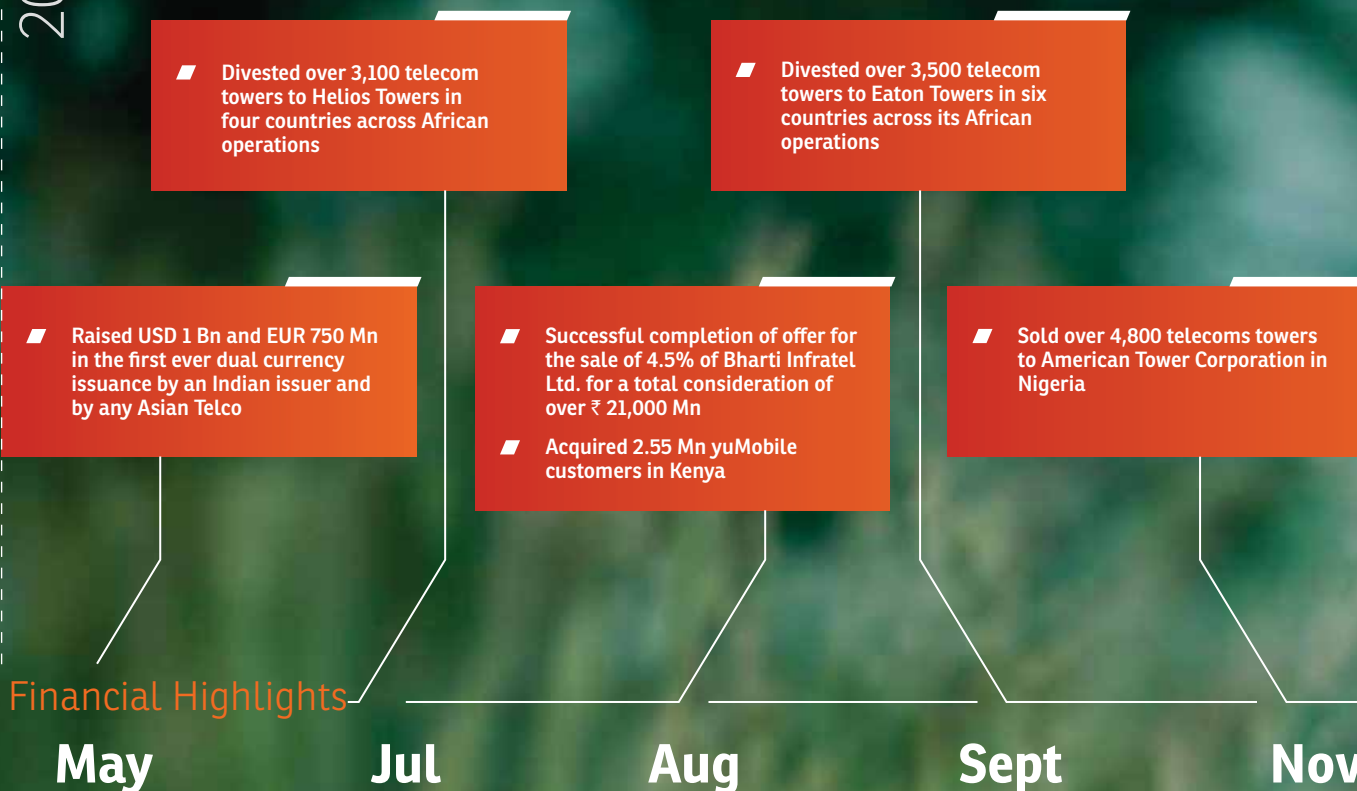 20
Divested over 3,100 telecom
towers to Helios Towers in
four countries across African
operations
Divested over 3,500 telecom
towers to Eaton Towers in six
countries across its African
operations
Raised USD 1 Bn and EUR 750 Mn
in the first ever dual currency
issuance by an Indian issuer and
by any Asian Telco
Successful completion of offer for
the sale of 4.5% of Bharti Infratel
Ltd. for a total consideration of
over ₹ 21,000 Mn
Acquired 2.55 Mn yuMobile
customers in Kenya
Sold over 4,800 telecoms towers
to American Tower Corporation in
Nigeria
Financial Highlights
May Jul Aug Sept Nov